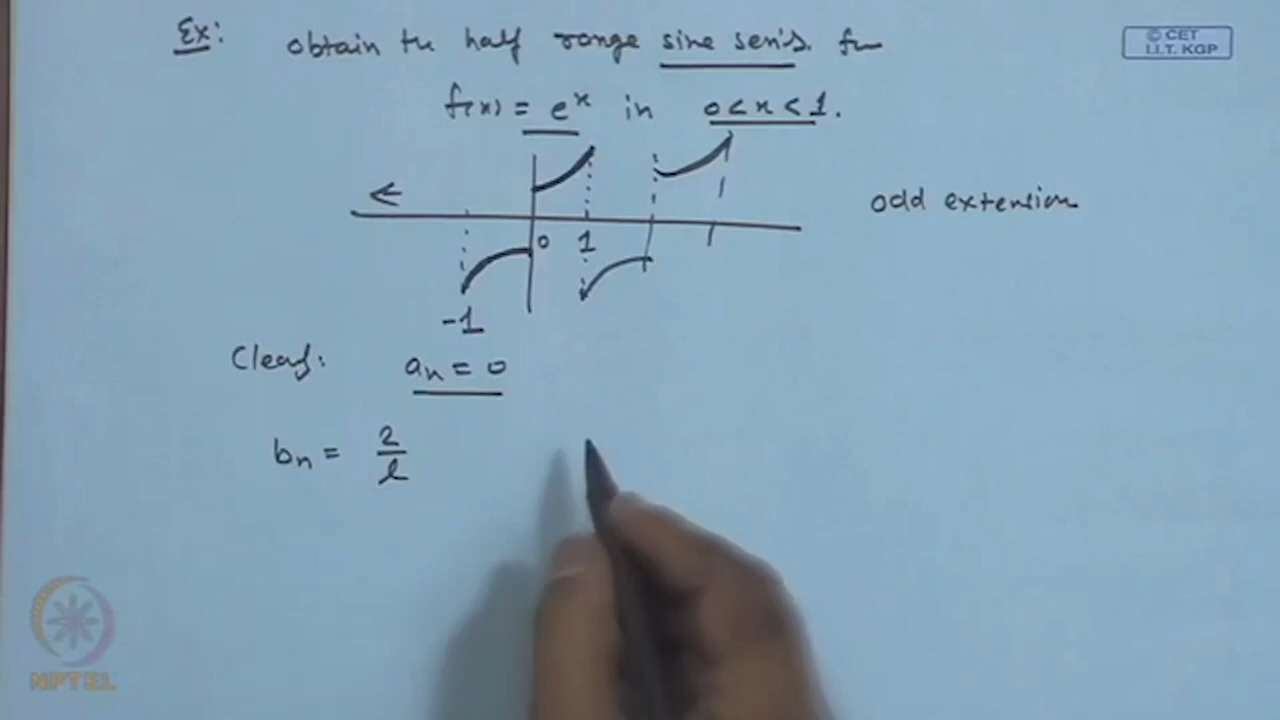 Ex: obtain the half range sine series. for
© CET
I.I.T. KGP
f(x) = e^x in 0 < x < 1.
odd extension
0 1
-1
Clearly: a_n = 0
b_n = 2/l
NPTEL